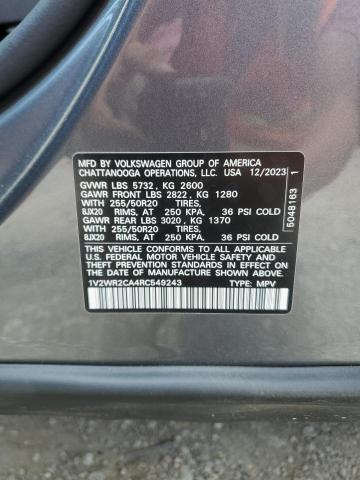 MFD BY VOLKSWAGEN GROUP OF AMERICA
CHATTANOOGA OPERATIONS, LLC. USA 12/2023
GVWR LBS 5732, KG 2600
GAWR FRONT LBS 2822, KG 1280
WITH 255/50R20 TIRES,
8JX20 RIMS, AT 250 KPA, 36 PSI COLD
GAWR REAR LBS 3020, KG 1370
WITH 255/50R20 TIRES,
8JX20 RIMS, AT 250 KPA, 36 PSI COLD
THIS VEHICLE CONFORMS TO ALL APPLICABLE
U.S. FEDERAL MOTOR VEHICLE SAFETY
AND THEFT PREVENTION STANDARDS IN
EFFECT ON THE DATE OF MANUFACTURE
SHOWN ABOVE.
1V2WR2CA4RC549243 TYPE: MPV
5048163 1